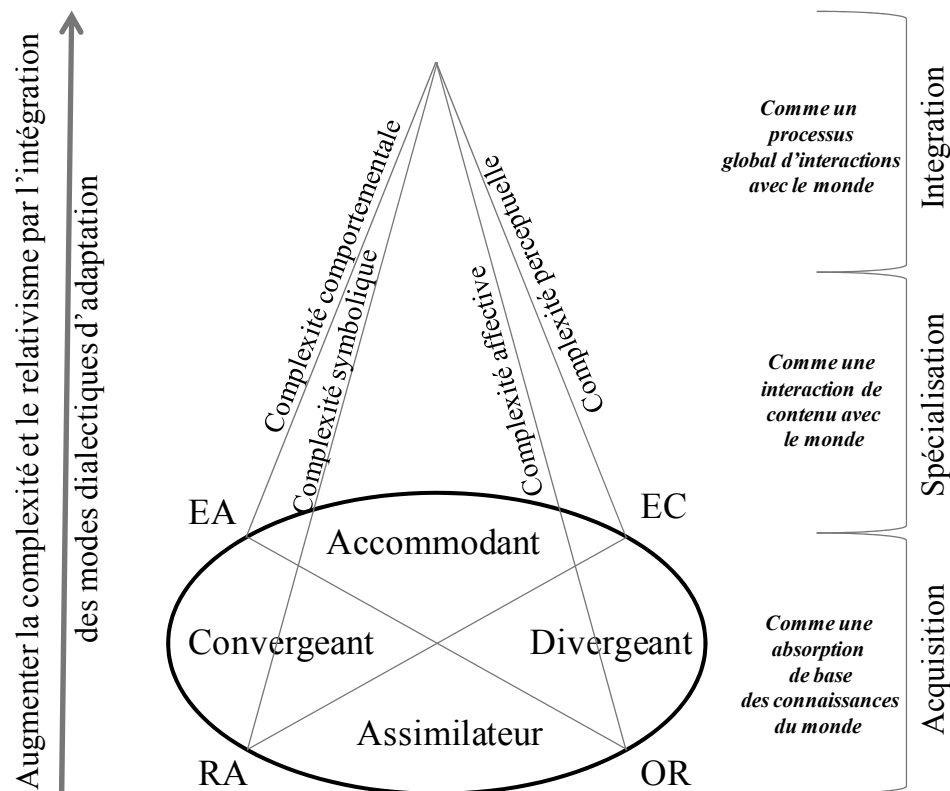 Augmenter la complexité et le relativisme par l'intégration
des modes dialectiques d'adaptation
Complexité comportementale
Complexité symbolique
Complexité affective
Complexité perceptuelle
EA
EC
Accommodant
Convergeant
Divergeant
Assimilateur
RA
OR
Comme un
processus
global d'interactions
avec le monde
Integration
Comme une
interaction de
contenu avec
le monde
Spécialisation
Comme une
absorption
de base
des connaissances
du monde
Acquisition